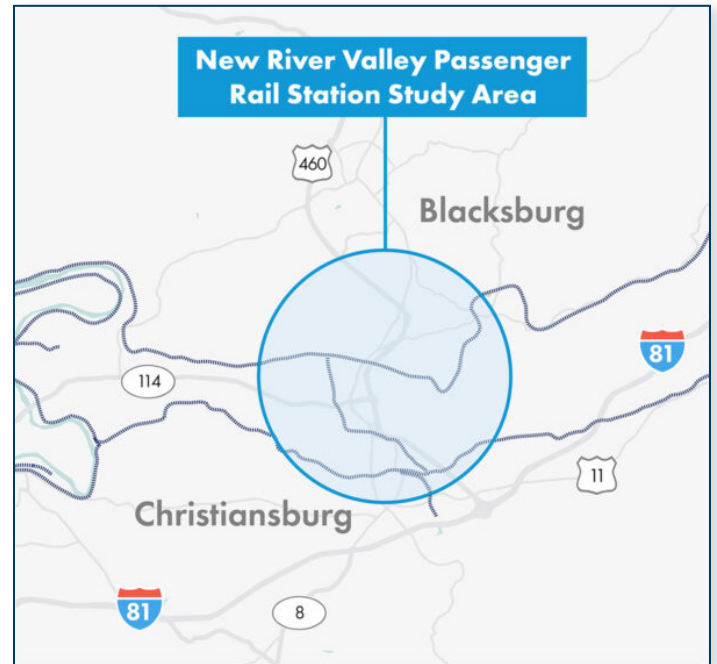 New River Valley Passenger
Rail Station Study Area
460
Blacksburg
81
114
11
Christiansburg
81
8